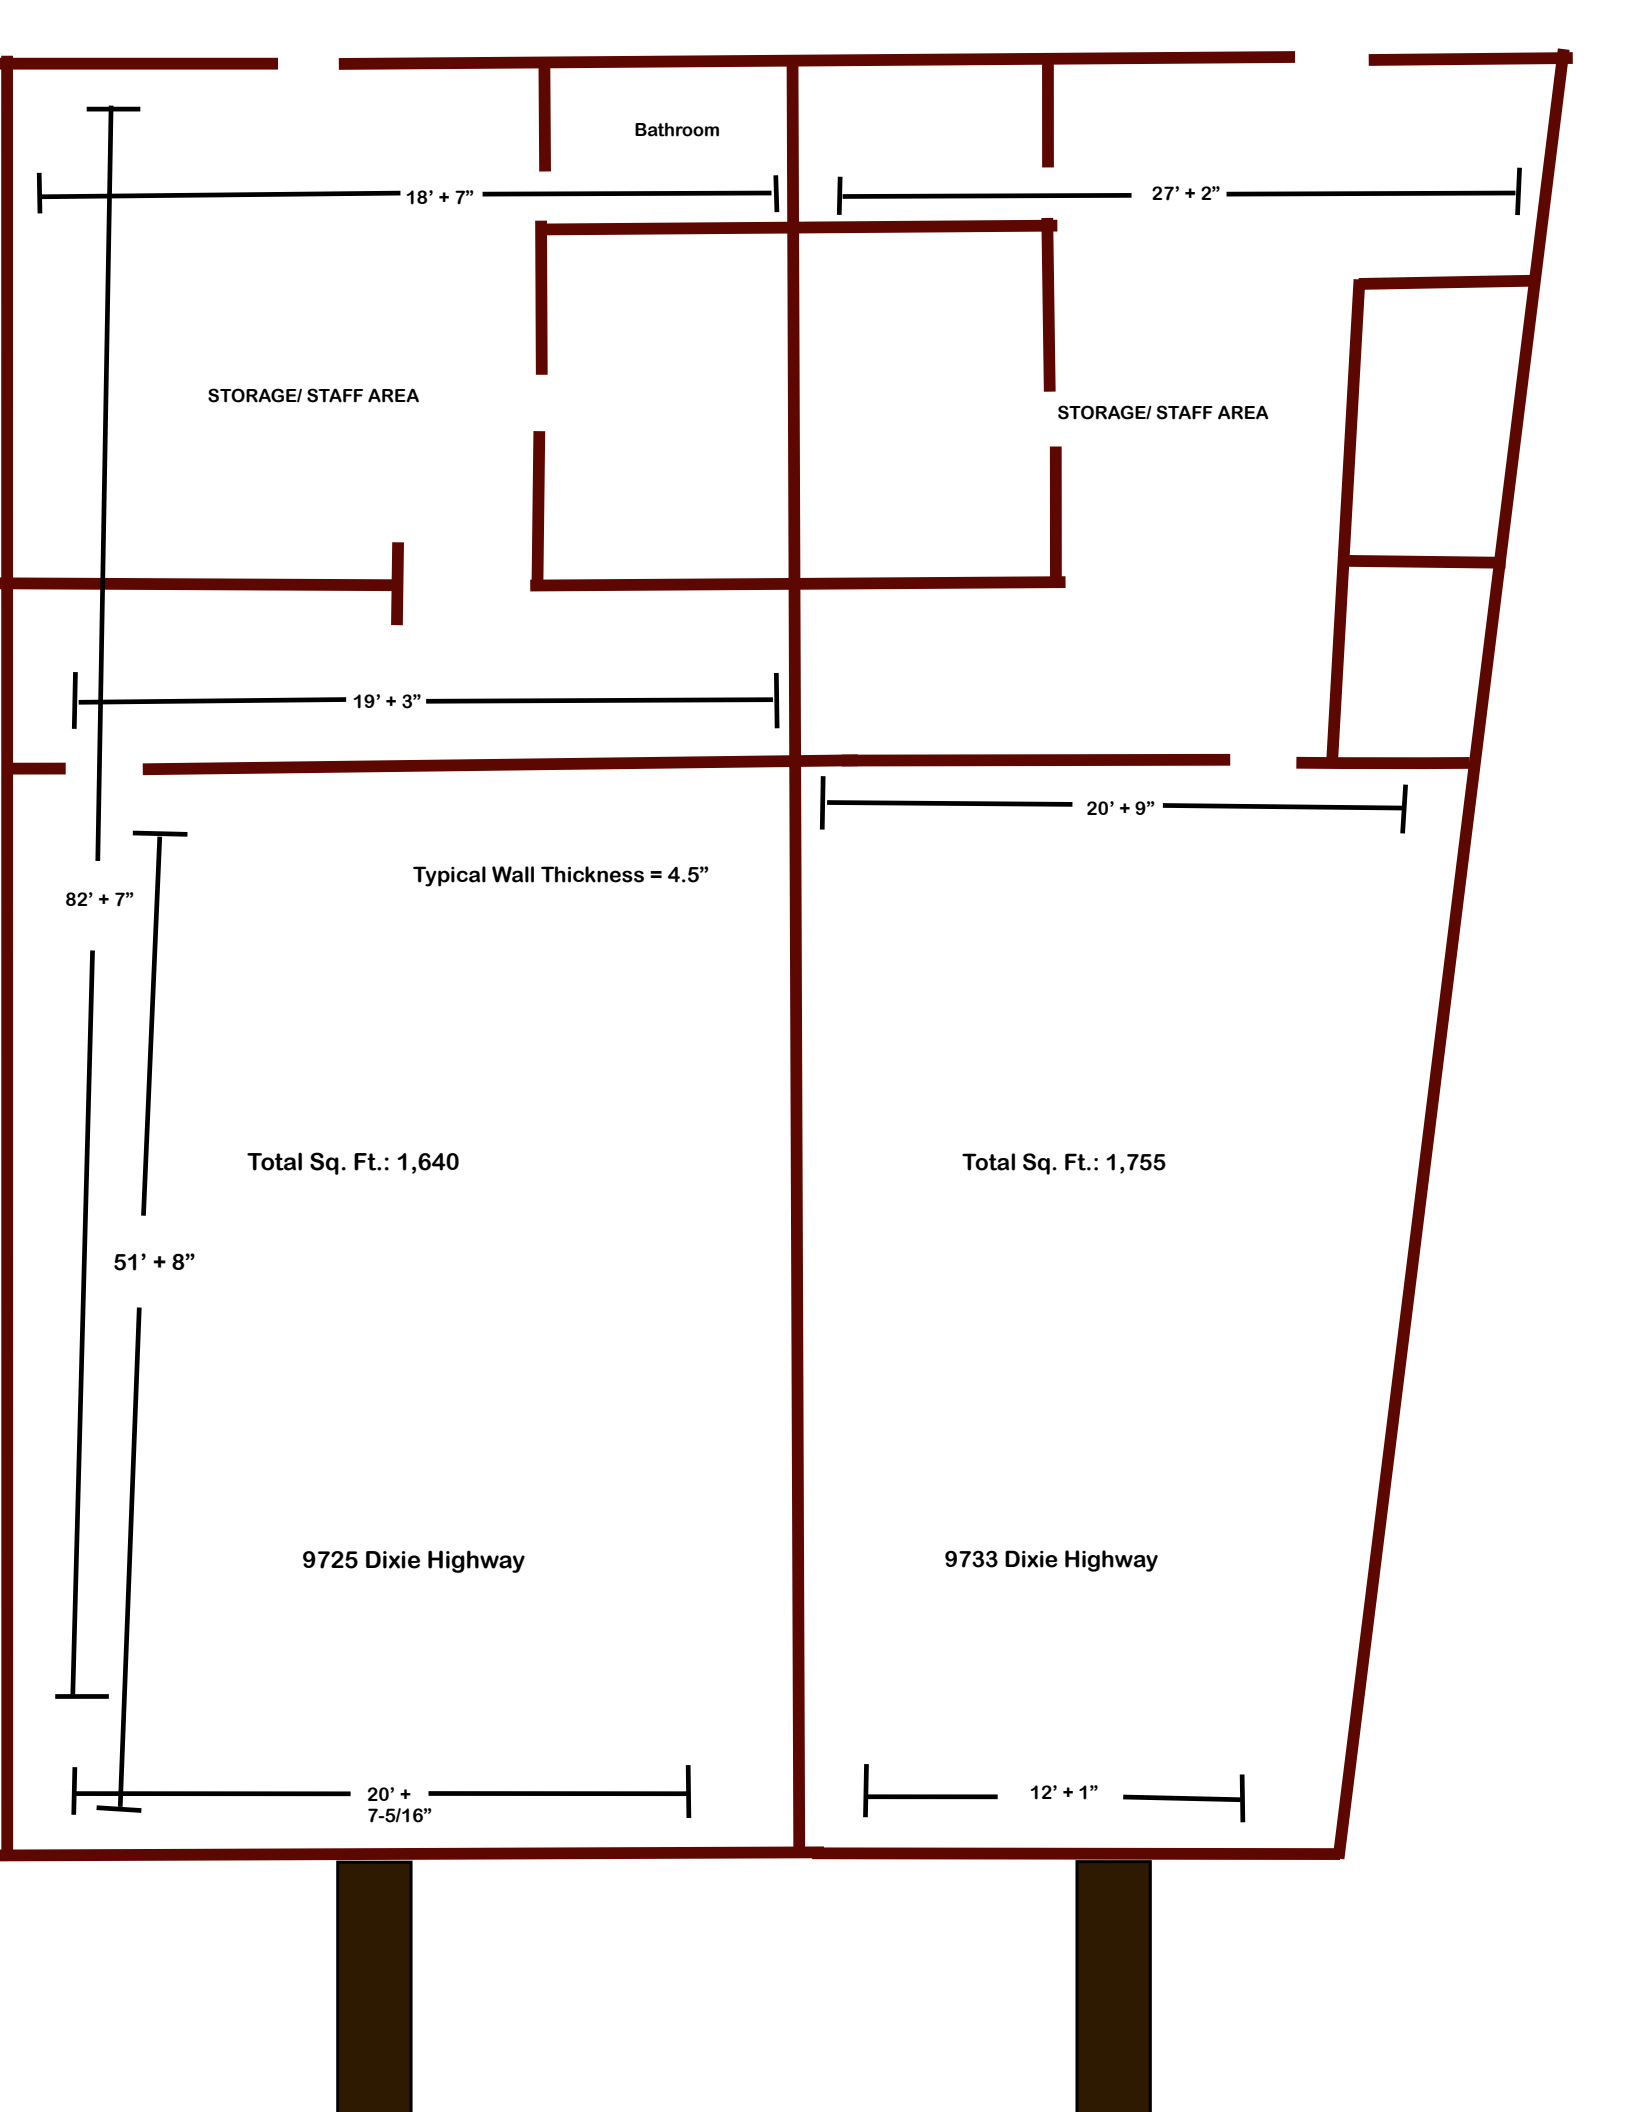 Bathroom
18’ + 7”
27’ + 2”
STORAGE/ STAFF AREA
STORAGE/ STAFF AREA
19’ + 3”
20’ + 9”
Typical Wall Thickness = 4.5”
82’ + 7”
Total Sq. Ft.: 1,640
Total Sq. Ft.: 1,755
51’ + 8”
9725 Dixie Highway
9733 Dixie Highway
20’ +
7-5/16”
12’ + 1”